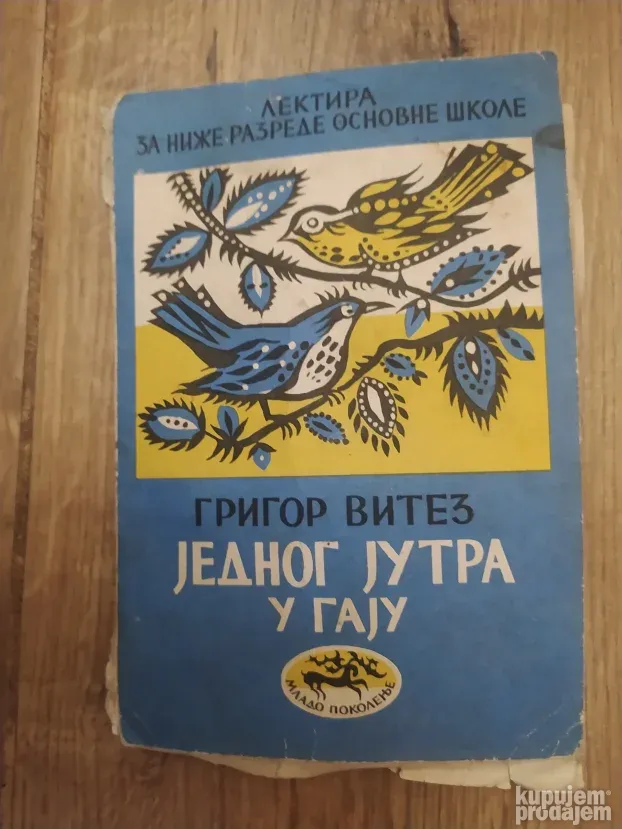 ЛЕКТИРА
ЗА НИЖЕ РАЗРЕДЕ ОСНОВНЕ ШКОЛЕ
ГРИГОР ВИТЕЗ
ЈЕДНОГ ЈУТРА
У ГАЈУ
МЛАДО ПОКОЛЕЊЕ
kupujem
prodajem